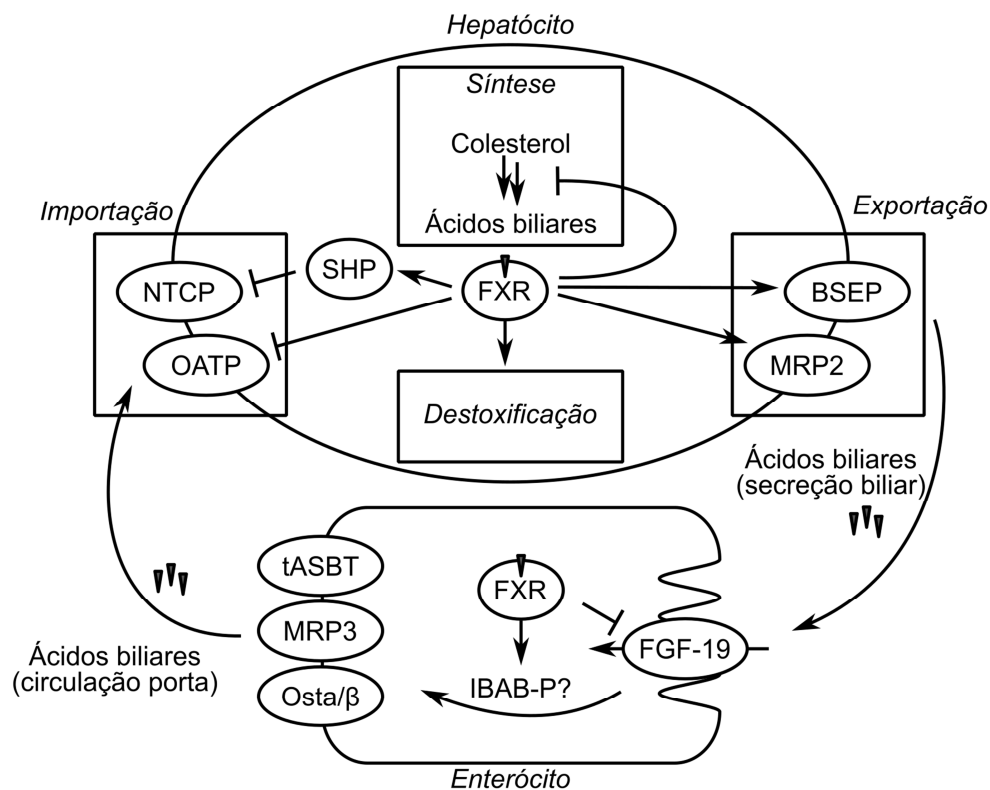 Hepatócito
Síntese
Colesterol
Ácidos biliares
Importação
Exportação
NTCP
SHP
FXR
BSEP
OATP
MRP2
Destoxificação
Ácidos biliares
(secreção biliar)
tASBT
FXR
MRP3
FGF-19
Ácidos biliares
(circulação porta)
Osta/β
IBAB-P?
Enterócito